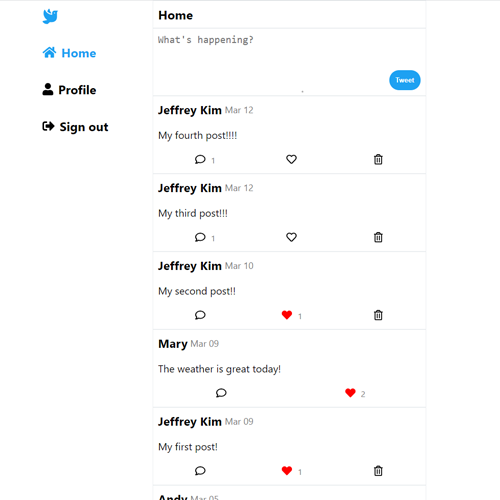 Home
Profile
Sign out
Home
What's happening?
Tweet
Jeffrey Kim Mar 12
My fourth post!!!!
1
Jeffrey Kim Mar 12
My third post!!!
1
Jeffrey Kim Mar 10
My second post!!
1
Mary Mar 09
The weather is great today!
2
Jeffrey Kim Mar 09
My first post!
1
Andy Mar 05